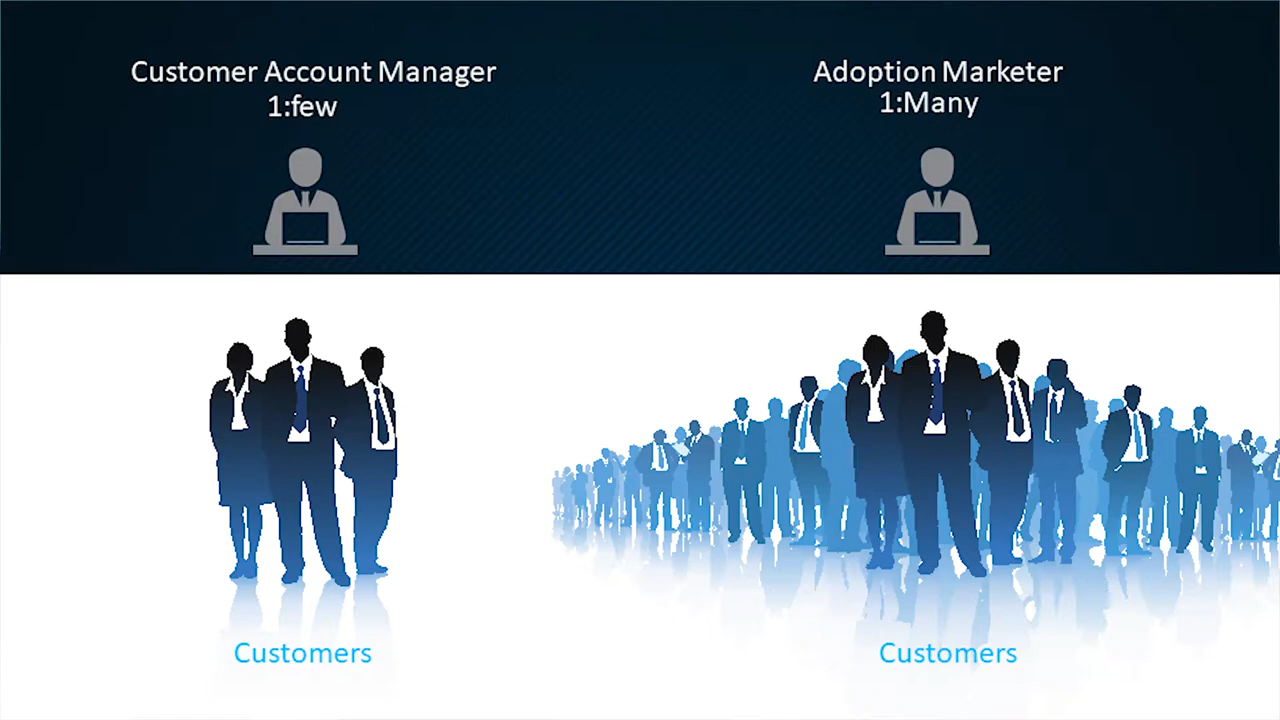 Customer Account Manager
1:few
Adoption Marketer
1:Many
Customers
Customers